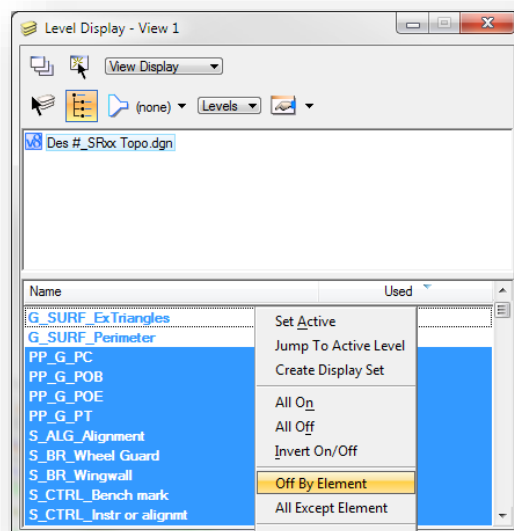 Level Display - View 1
View Display
(none) Levels
V8 Des #_SRxx Topo.dgn
Name Used
G_SURF_ExTriangles
G_SURF_Perimeter
PP_G_PC
PP_G_POB
PP_G_POE
PP_G_PT
S_ALG_Alignment
S_BR_Wheel Guard
S_BR_Wingwall
S_CTRL_Bench mark
S_CTRL_Instr or alignmt
Set Active
Jump To Active Level
Create Display Set
All On
All Off
Invert On/Off
Off By Element
All Except Element